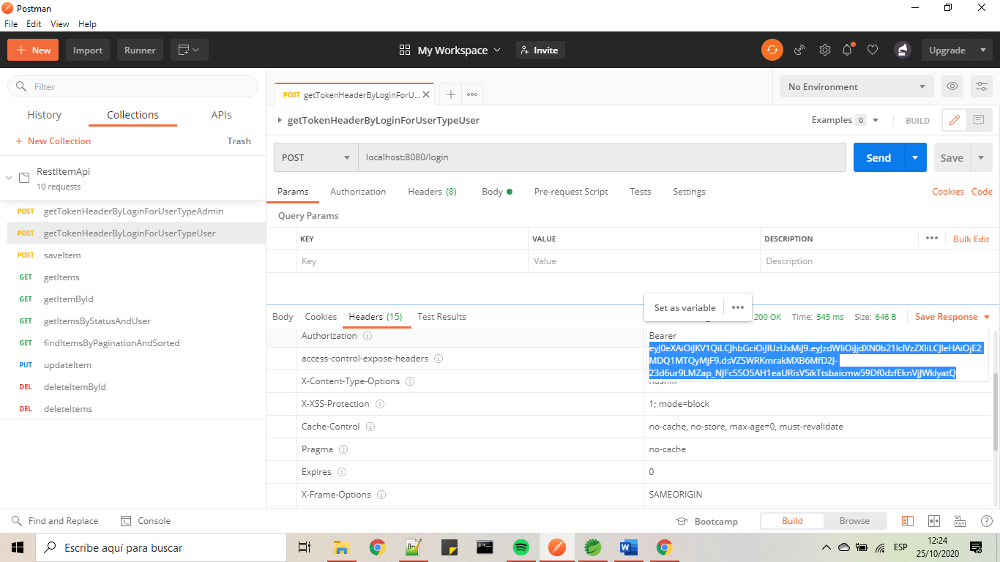 Postman
File Edit View Help
New Import Runner My Workspace Invite Upgrade
Filter
History Collections APIs
New Collection Trash
RestItemApi
10 requests
POST getTokenHeaderByLoginForUserTypeAdmin
POST getTokenHeaderByLoginForUserTypeUser
POST saveItem
GET getItems
GET getItemById
GET getItemsByStatusAndUser
GET findItemsByPaginationAndSorted
PUT updateItem
DEL deleteItemById
DEL deleteItems
POST getTokenHeaderByLoginForU...
No Environment
getTokenHeaderByLoginForUserTypeUser
Examples 0 BUILD
POST localhost:8080/login Send Save
Params Authorization Headers (8) Body Pre-request Script Tests Settings Cookies Code
Query Params
KEY VALUE DESCRIPTION Bulk Edit
Key Value Description
Set as variable
Body Cookies Headers (15) Test Results 200 OK Time: 545 ms Size: 646 B Save Response
Authorization Bearer
access-control-expose-headers
X-Content-Type-Options
X-XSS-Protection 1; mode=block
Cache-Control no-cache, no-store, max-age=0, must-revalidate
Pragma no-cache
Expires 0
X-Frame-Options SAMEORIGIN
Find and Replace Console Bootcamp Build Browse
Escribe aquí para buscar
ESP
12:24
25/10/2020